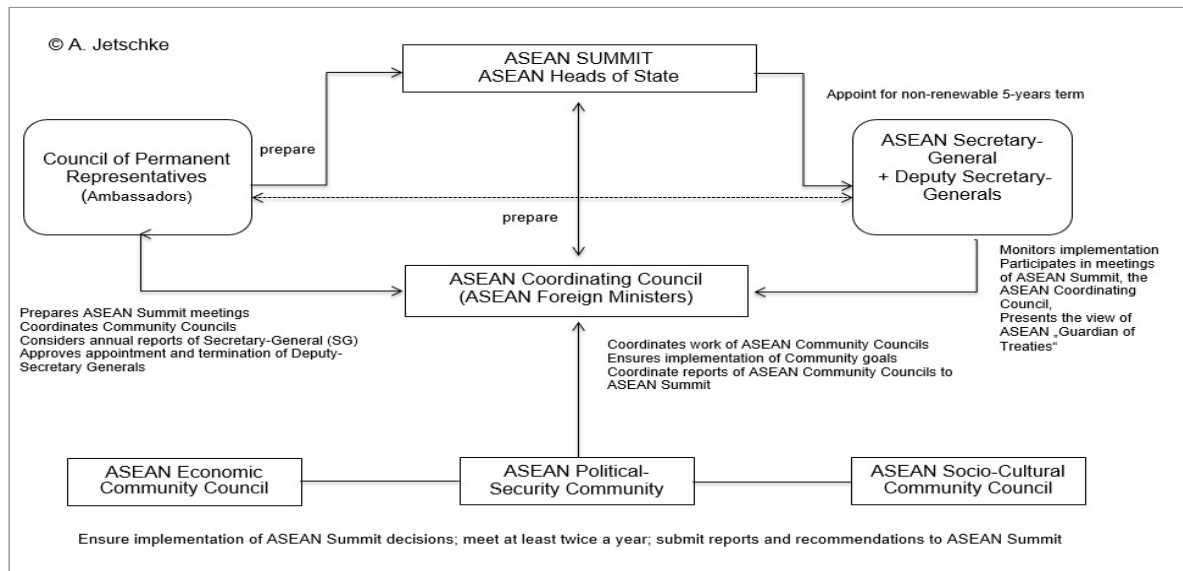 © A. Jetschke
ASEAN SUMMIT
ASEAN Heads of State
Appoint for non-renewable 5-years term
Council of Permanent
Representatives
(Ambassadors)
prepare
ASEAN Secretary-
General
+ Deputy Secretary-
Generals
prepare
ASEAN Coordinating Council
(ASEAN Foreign Ministers)
Monitors implementation
Participates in meetings
of ASEAN Summit, the
ASEAN Coordinating
Council,
Presents the view of
ASEAN „Guardian of
Treaties“
Prepares ASEAN Summit meetings
Coordinates Community Councils
Considers annual reports of Secretary-General (SG)
Approves appointment and termination of Deputy-
Secretary Generals
Coordinates work of ASEAN Community Councils
Ensures implementation of Community goals
Coordinate reports of ASEAN Community Councils to
ASEAN Summit
ASEAN Economic
Community Council
ASEAN Political-
Security Community
ASEAN Socio-Cultural
Community Council
Ensure implementation of ASEAN Summit decisions; meet at least twice a year; submit reports and recommendations to ASEAN Summit